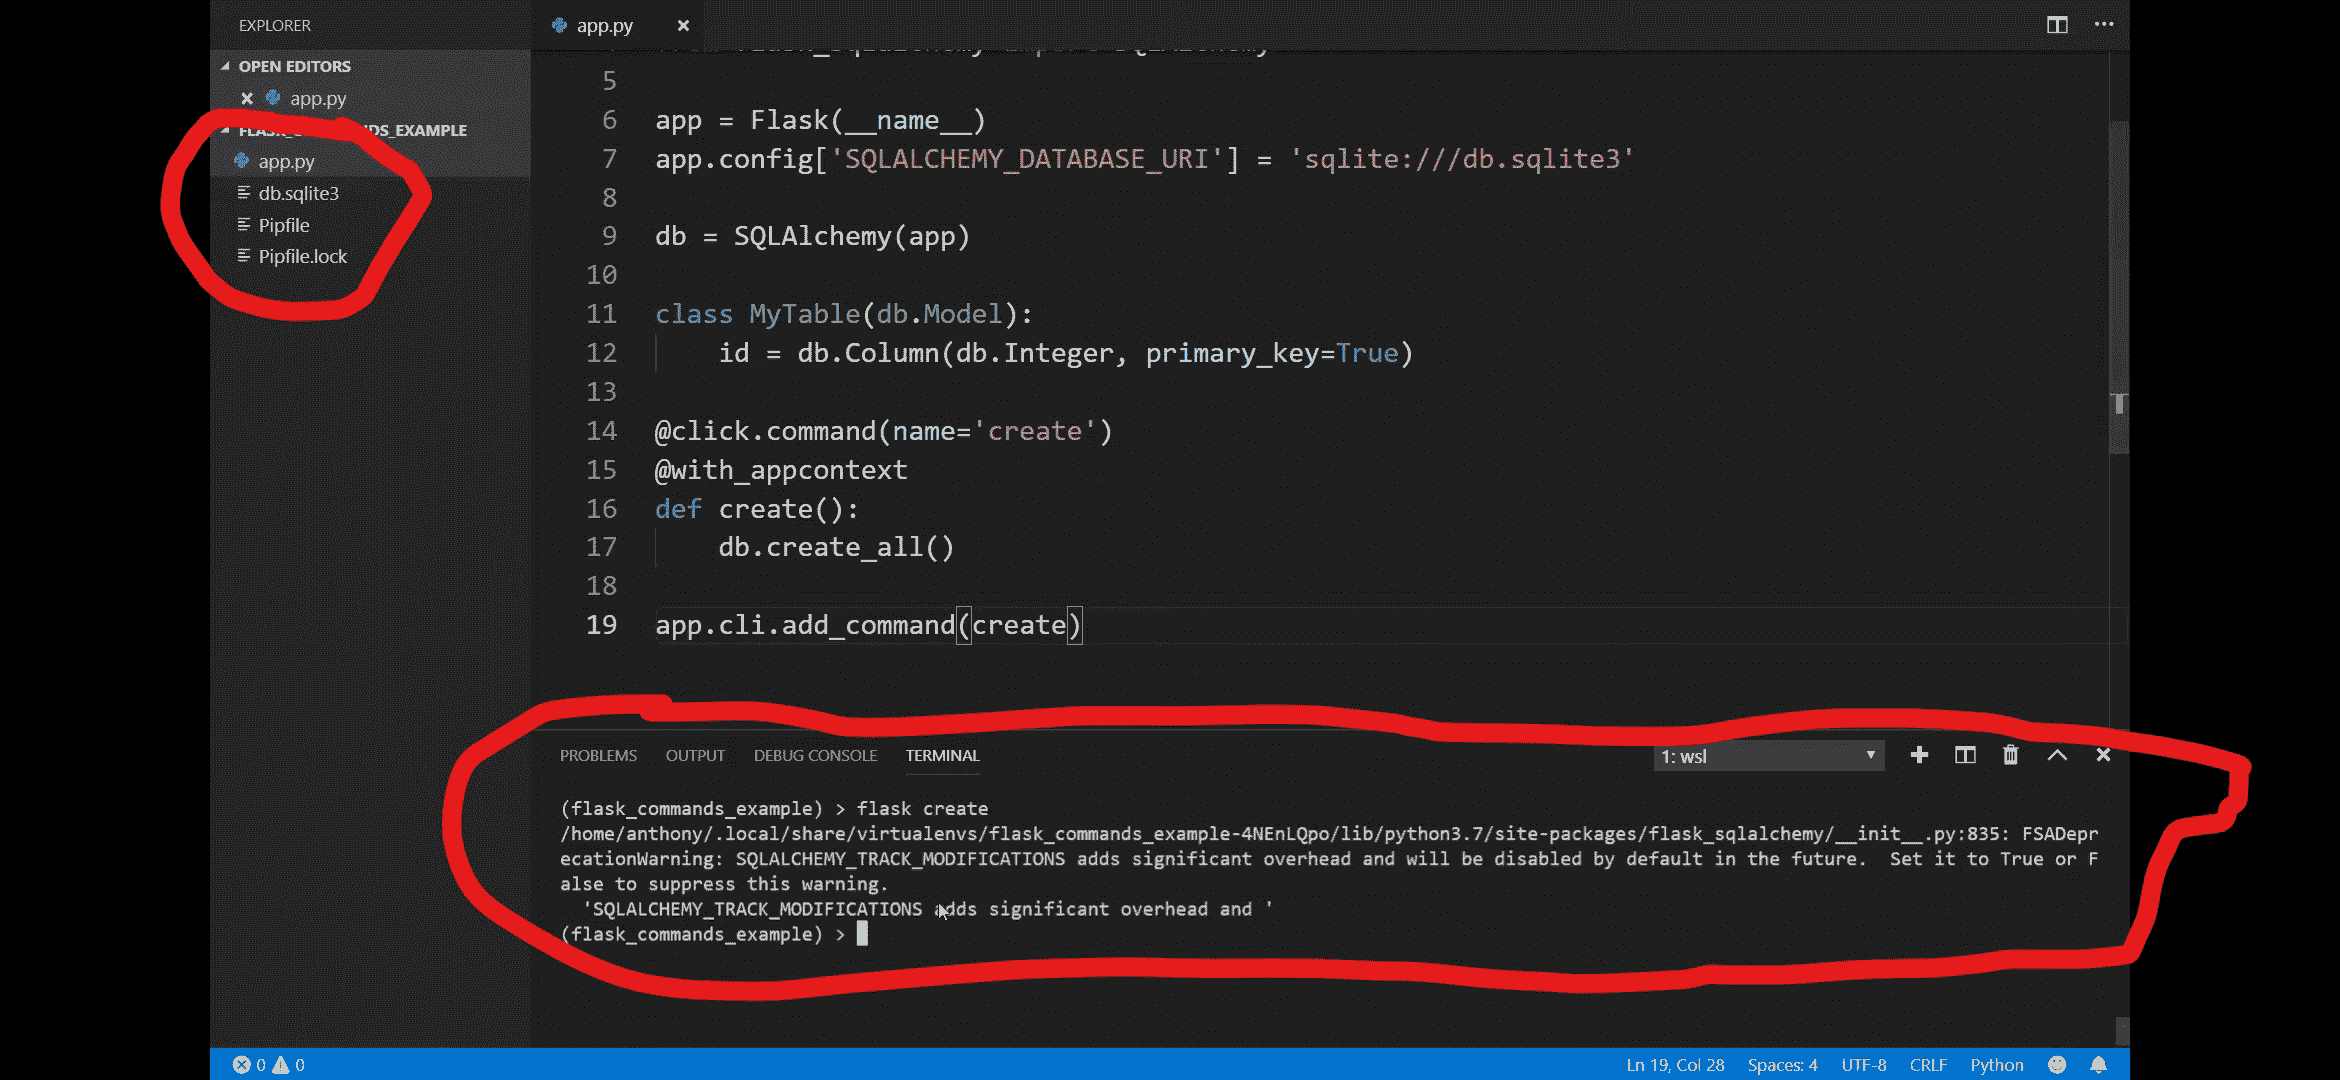 EXPLORER
OPEN EDITORS
app.py
NDS_EXAMPLE
app.py
db.sqlite3
Pipfile
Pipfile.lock
app.py
5
6 app = Flask(__name__)
7 app.config['SQLALCHEMY_DATABASE_URI'] = 'sqlite:///db.sqlite3'
8
9 db = SQLAlchemy(app)
10
11 class MyTable(db.Model):
12 id = db.Column(db.Integer, primary_key=True)
13
14 @click.command(name='create')
15 @with_appcontext
16 def create():
17 db.create_all()
18
19 app.cli.add_command(create)
PROBLEMS OUTPUT DEBUG CONSOLE TERMINAL 1: wsl
(flask_commands_example) > flask create
/home/anthony/.local/share/virtualenvs/flask_commands_example-4NEnLQpo/lib/python3.7/site-packages/flask_sqlalchemy/__init__.py:835: FSADepr
ecationWarning: SQLALCHEMY_TRACK_MODIFICATIONS adds significant overhead and will be disabled by default in the future.  Set it to True or F
alse to suppress this warning.
'SQLALCHEMY_TRACK_MODIFICATIONS adds significant overhead and '
(flask_commands_example) >
0 0 Ln 19, Col 28 Spaces: 4 UTF-8 CRLF Python